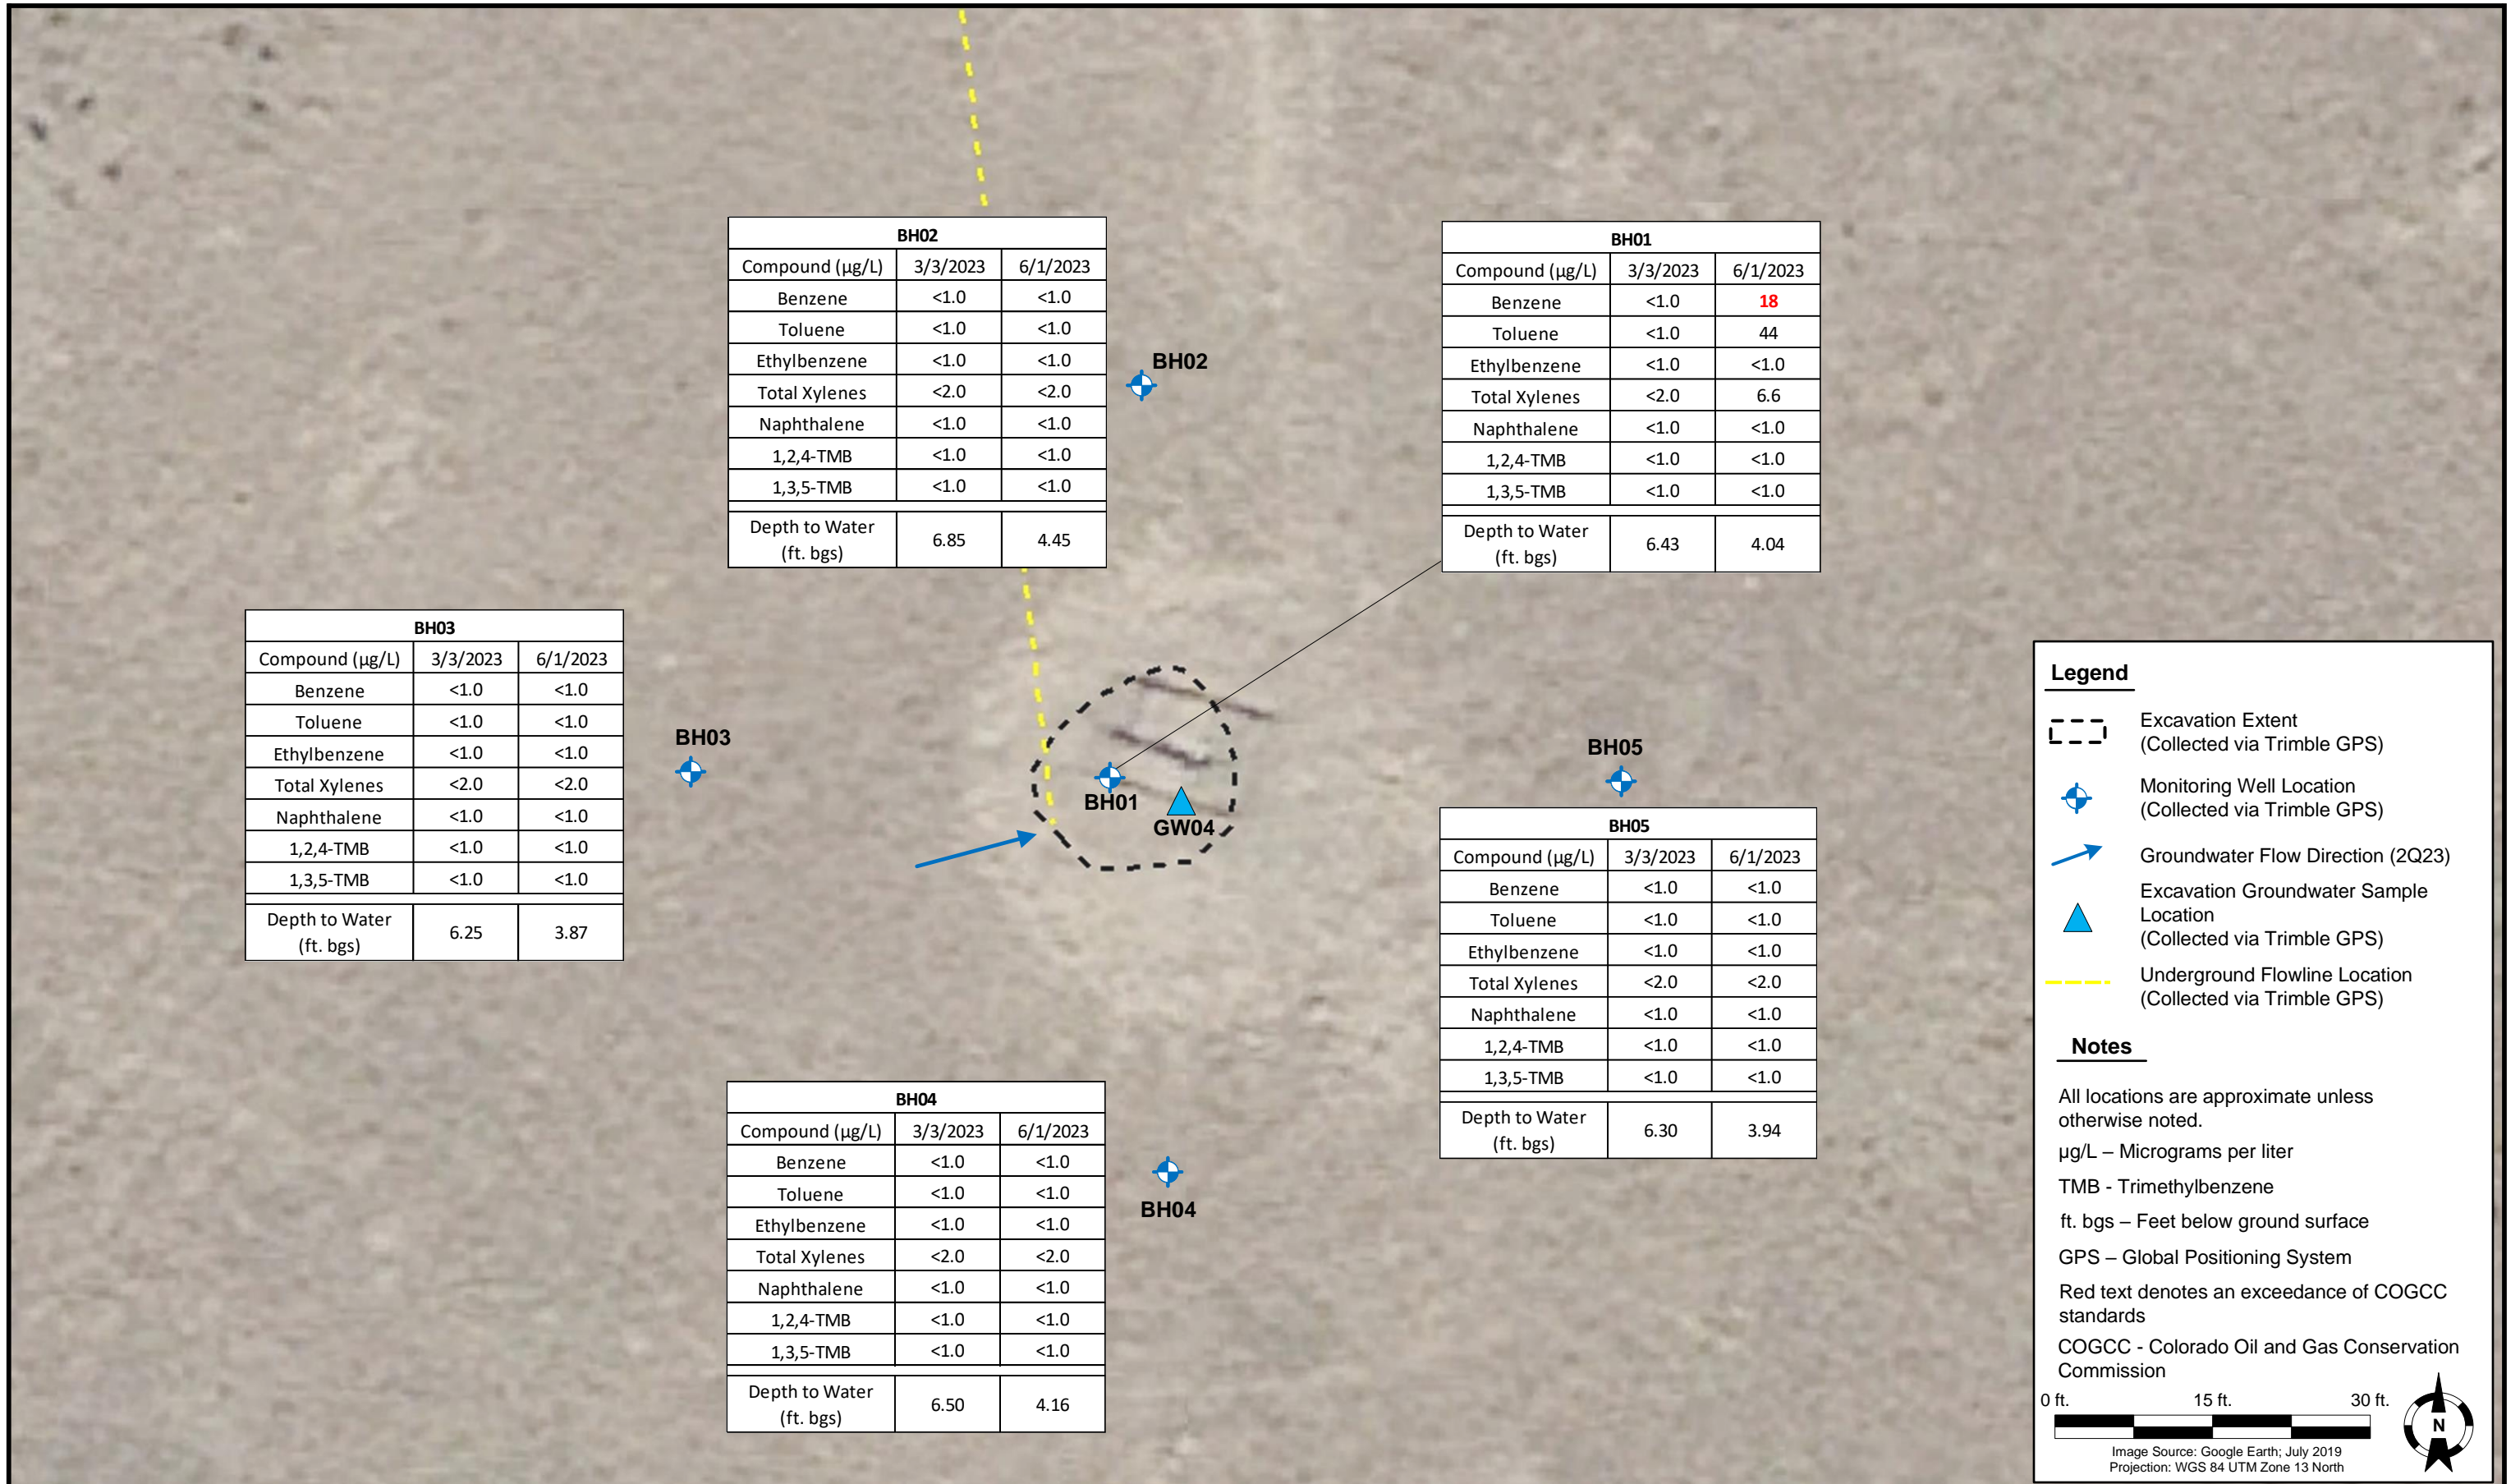 BH02
Compound (µg/L) 3/3/2023 6/1/2023
Benzene <1.0 <1.0
Toluene <1.0 <1.0
Ethylbenzene <1.0 <1.0
Total Xylenes <2.0 <2.0
Naphthalene <1.0 <1.0
1,2,4-TMB <1.0 <1.0
1,3,5-TMB <1.0 <1.0
Depth to Water
(ft. bgs) 6.85 4.45
BH02
BH01
Compound (µg/L) 3/3/2023 6/1/2023
Benzene <1.0 18
Toluene <1.0 44
Ethylbenzene <1.0 <1.0
Total Xylenes <2.0 6.6
Naphthalene <1.0 <1.0
1,2,4-TMB <1.0 <1.0
1,3,5-TMB <1.0 <1.0
Depth to Water
(ft. bgs) 6.43 4.04
BH03
Compound (µg/L) 3/3/2023 6/1/2023
Benzene <1.0 <1.0
Toluene <1.0 <1.0
Ethylbenzene <1.0 <1.0
Total Xylenes <2.0 <2.0
Naphthalene <1.0 <1.0
1,2,4-TMB <1.0 <1.0
1,3,5-TMB <1.0 <1.0
Depth to Water
(ft. bgs) 6.25 3.87
BH03
BH01
GW04
BH05
BH05
Compound (µg/L) 3/3/2023 6/1/2023
Benzene <1.0 <1.0
Toluene <1.0 <1.0
Ethylbenzene <1.0 <1.0
Total Xylenes <2.0 <2.0
Naphthalene <1.0 <1.0
1,2,4-TMB <1.0 <1.0
1,3,5-TMB <1.0 <1.0
Depth to Water
(ft. bgs) 6.30 3.94
BH04
Compound (µg/L) 3/3/2023 6/1/2023
Benzene <1.0 <1.0
Toluene <1.0 <1.0
Ethylbenzene <1.0 <1.0
Total Xylenes <2.0 <2.0
Naphthalene <1.0 <1.0
1,2,4-TMB <1.0 <1.0
1,3,5-TMB <1.0 <1.0
Depth to Water
(ft. bgs) 6.50 4.16
BH04
Legend
Excavation Extent
(Collected via Trimble GPS)
Monitoring Well Location
(Collected via Trimble GPS)
Groundwater Flow Direction (2Q23)
Excavation Groundwater Sample
Location
(Collected via Trimble GPS)
Underground Flowline Location
(Collected via Trimble GPS)
Notes
All locations are approximate unless
otherwise noted.
µg/L – Micrograms per liter
TMB - Trimethylbenzene
ft. bgs – Feet below ground surface
GPS – Global Positioning System
Red text denotes an exceedance of COGCC
standards
COGCC - Colorado Oil and Gas Conservation
Commission
0 ft. 15 ft. 30 ft.
N
Image Source: Google Earth; July 2019
Projection: WGS 84 UTM Zone 13 North